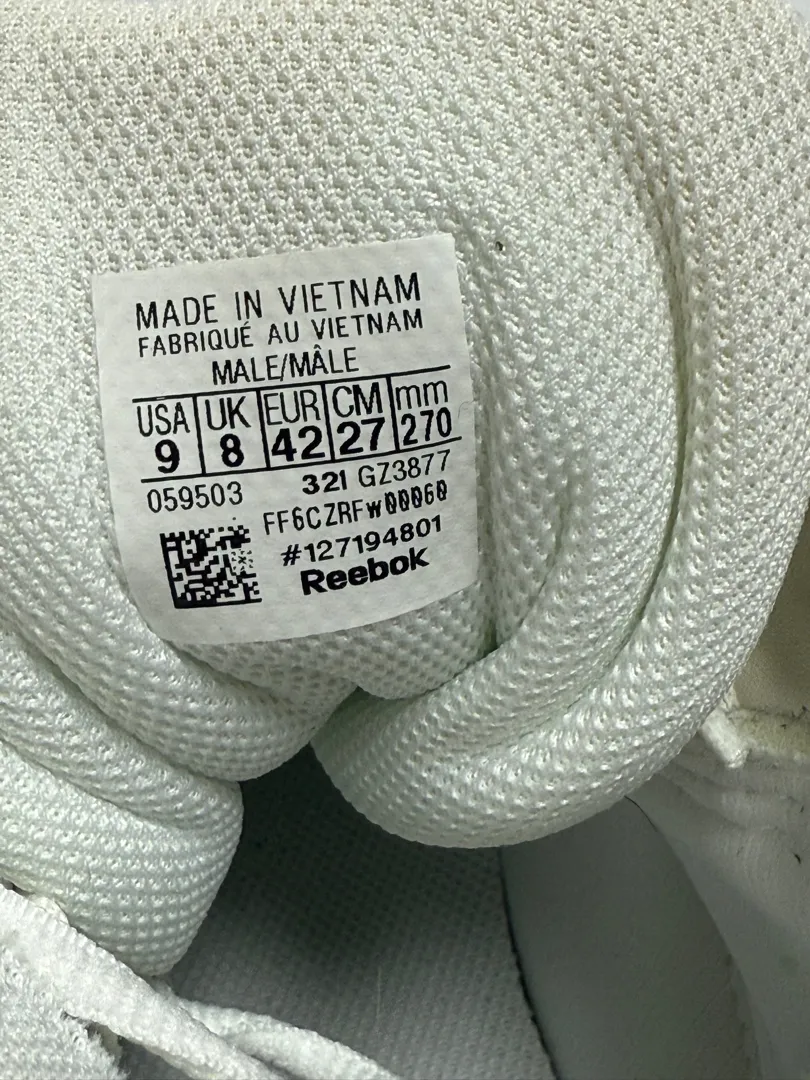 MADE IN VIETNAM
FABRIQUÉ AU VIETNAM
MALE/MÂLE
USA UK EUR CM mm
9 8 42 27 270
059503 32I GZ3877
FF6CZRFW00060
#127194801
Reebok